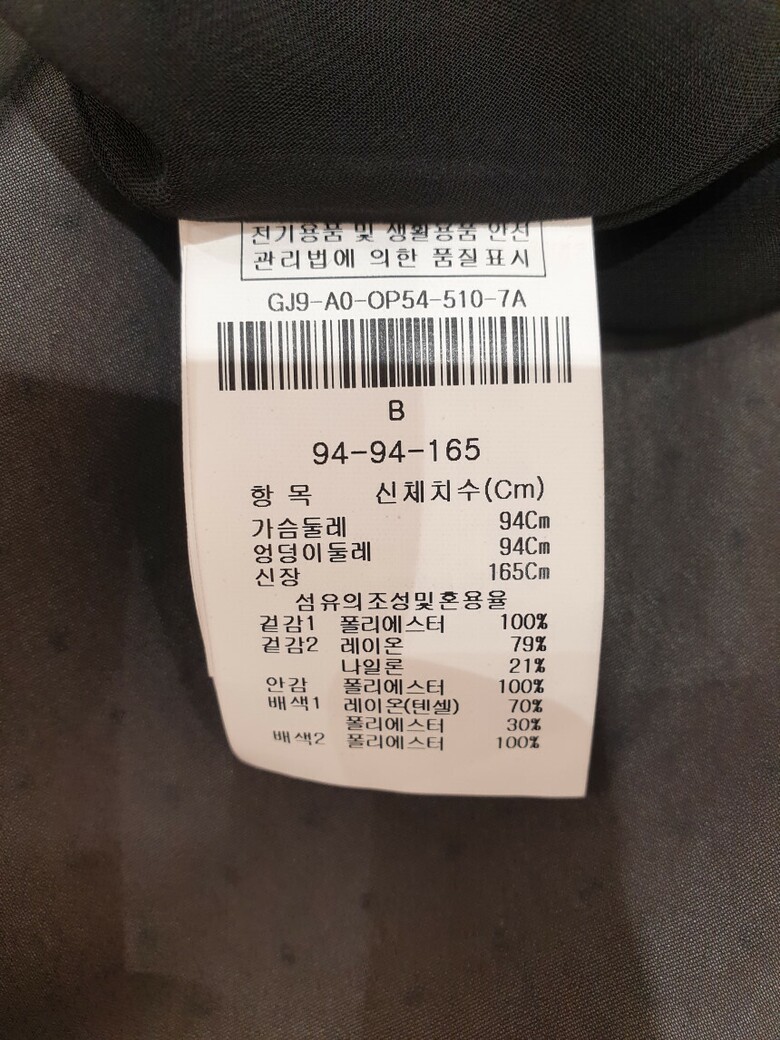 전기용품 및 생활용품 안전
관리법에 의한 품질표시
GJ9-A0-OP54-510-7A
B
94-94-165
항 목 신체치수(Cm)
가슴둘레 94Cm
엉덩이둘레 94Cm
신장 165Cm
섬유의조성및혼용율
겉감1 폴리에스터 100%
겉감2 레이온 79%
나일론 21%
안감 폴리에스터 100%
배색1 레이온(텐셀) 70%
폴리에스터 30%
배색2 폴리에스터 100%